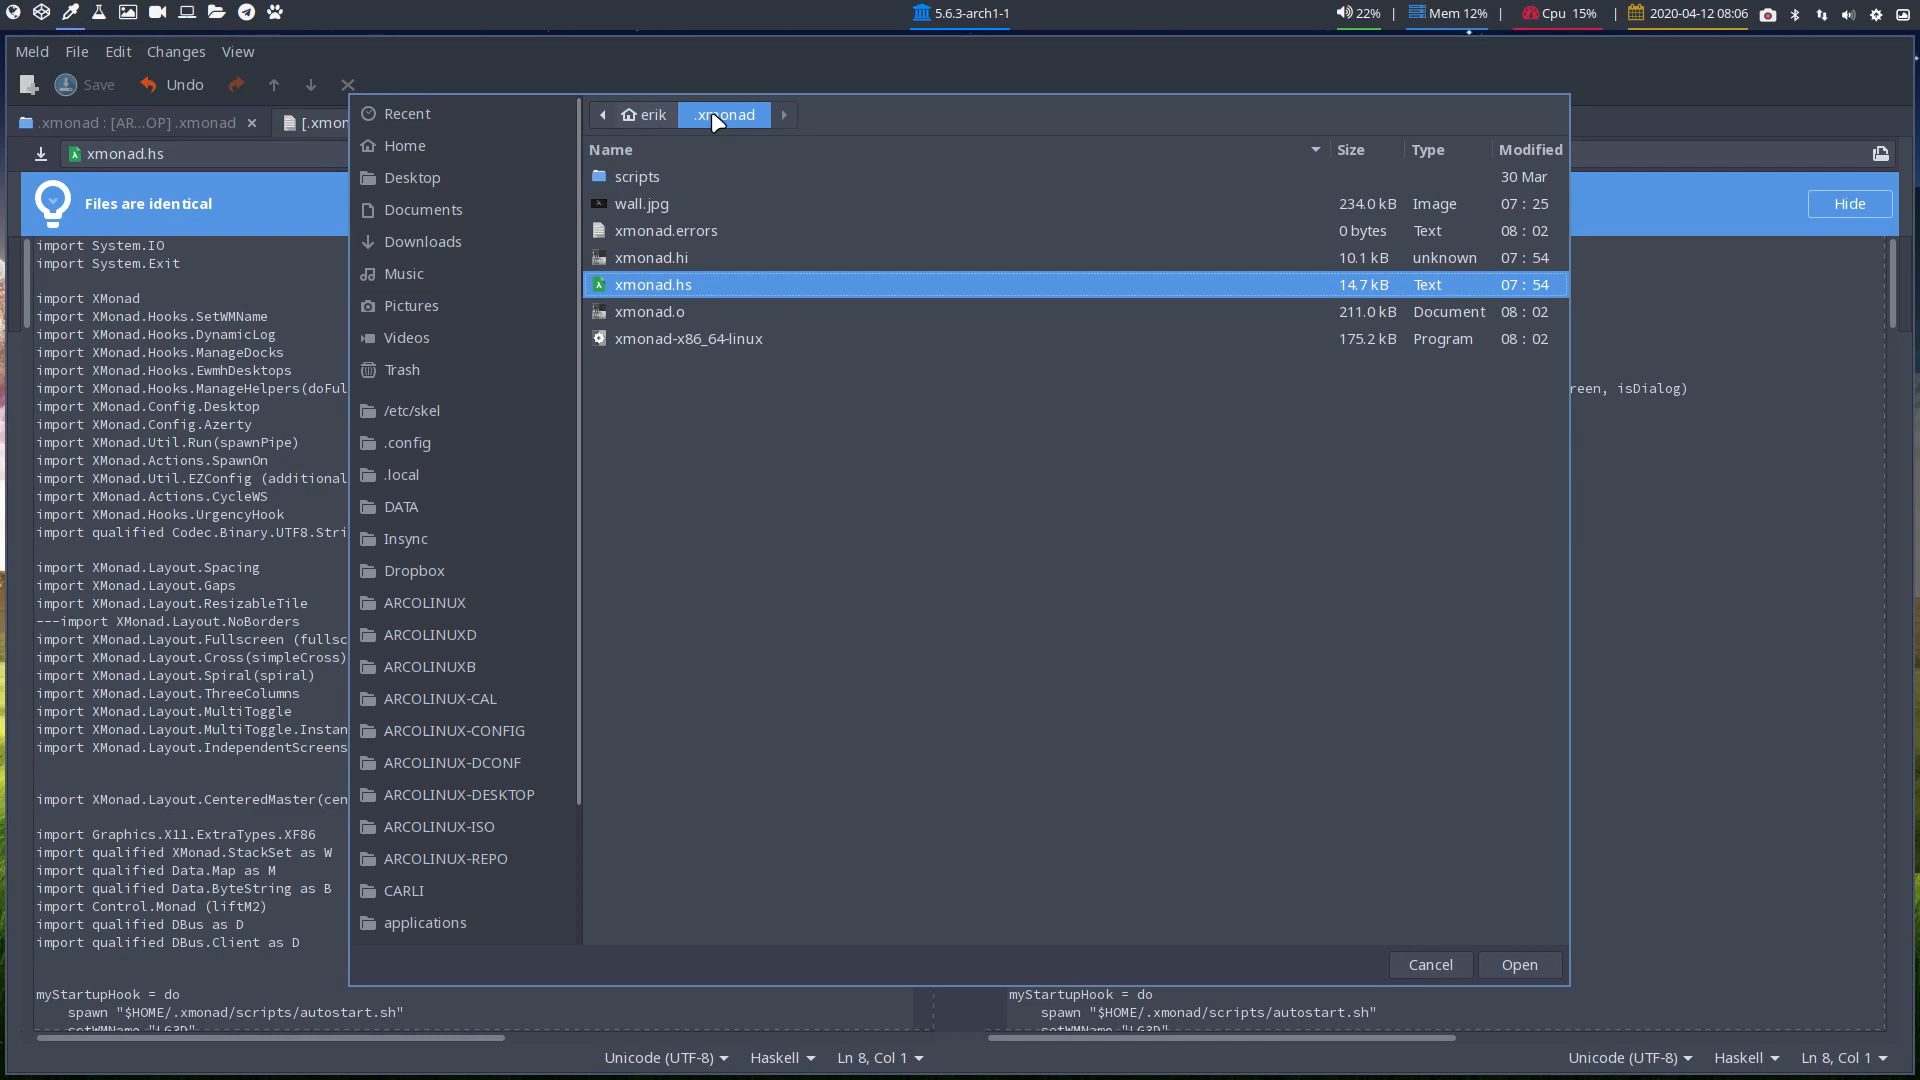 5.6.3-arch1-1
22% | Mem 12% | Cpu 15% | 2020-04-12 08:06
Meld File Edit Changes View
Save Undo
.xmonad : [AR...OP] .xmonad
[.xmon
xmonad.hs
Files are identical
Hide
import System.IO
import System.Exit
import XMonad
import XMonad.Hooks.SetWMName
import XMonad.Hooks.DynamicLog
import XMonad.Hooks.ManageDocks
import XMonad.Hooks.EwmhDesktops
import XMonad.Hooks.ManageHelpers(doFul
import XMonad.Config.Desktop
import XMonad.Config.Azerty
import XMonad.Util.Run(spawnPipe)
import XMonad.Actions.SpawnOn
import XMonad.Util.EZConfig (additional
import XMonad.Actions.CycleWS
import XMonad.Hooks.UrgencyHook
import qualified Codec.Binary.UTF8.Stri
import XMonad.Layout.Spacing
import XMonad.Layout.Gaps
import XMonad.Layout.ResizableTile
---import XMonad.Layout.NoBorders
import XMonad.Layout.Fullscreen (fullsc
import XMonad.Layout.Cross(simpleCross)
import XMonad.Layout.Spiral(spiral)
import XMonad.Layout.ThreeColumns
import XMonad.Layout.MultiToggle
import XMonad.Layout.MultiToggle.Instan
import XMonad.Layout.IndependentScreens
import XMonad.Layout.CenteredMaster(cen
import Graphics.X11.ExtraTypes.XF86
import qualified XMonad.StackSet as W
import qualified Data.Map as M
import qualified Data.ByteString as B
import Control.Monad (liftM2)
import qualified DBus as D
import qualified DBus.Client as D
myStartupHook = do
spawn "$HOME/.xmonad/scripts/autostart.sh"
setWMName "LG3D"
Recent
Home
Desktop
Documents
Downloads
Music
Pictures
Videos
Trash
/etc/skel
.config
.local
DATA
Insync
Dropbox
ARCOLINUX
ARCOLINUXD
ARCOLINUXB
ARCOLINUX-CAL
ARCOLINUX-CONFIG
ARCOLINUX-DCONF
ARCOLINUX-DESKTOP
ARCOLINUX-ISO
ARCOLINUX-REPO
CARLI
applications
erik .xmonad
Name Size Type Modified
scripts 30 Mar
wall.jpg 234.0 kB Image 07 : 25
xmonad.errors 0 bytes Text 08 : 02
xmonad.hi 10.1 kB unknown 07 : 54
xmonad.hs 14.7 kB Text 07 : 54
xmonad.o 211.0 kB Document 08 : 02
xmonad-x86_64-linux 175.2 kB Program 08 : 02
Cancel Open
reen, isDialog)
myStartupHook = do
spawn "$HOME/.xmonad/scripts/autostart.sh"
setWMName "LG3D"
Unicode (UTF-8) Haskell Ln 8, Col 1
Unicode (UTF-8) Haskell Ln 8, Col 1